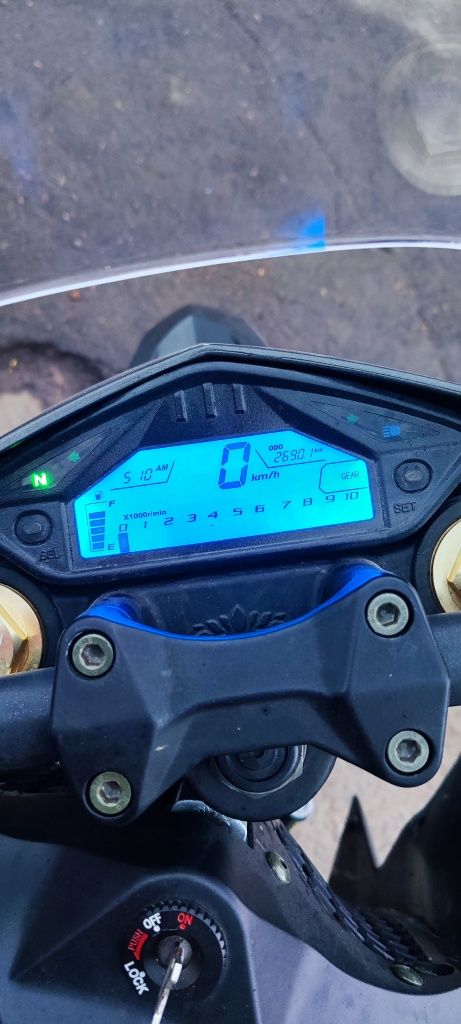 N
5 10 AM
0
km/h
ODO
2690.1 km
GEAR
F
X1000r/min
0 1 2 3 4 5 6 7 8 9 10
E
SEL
SET
ON
OFF
PUSH
LOCK